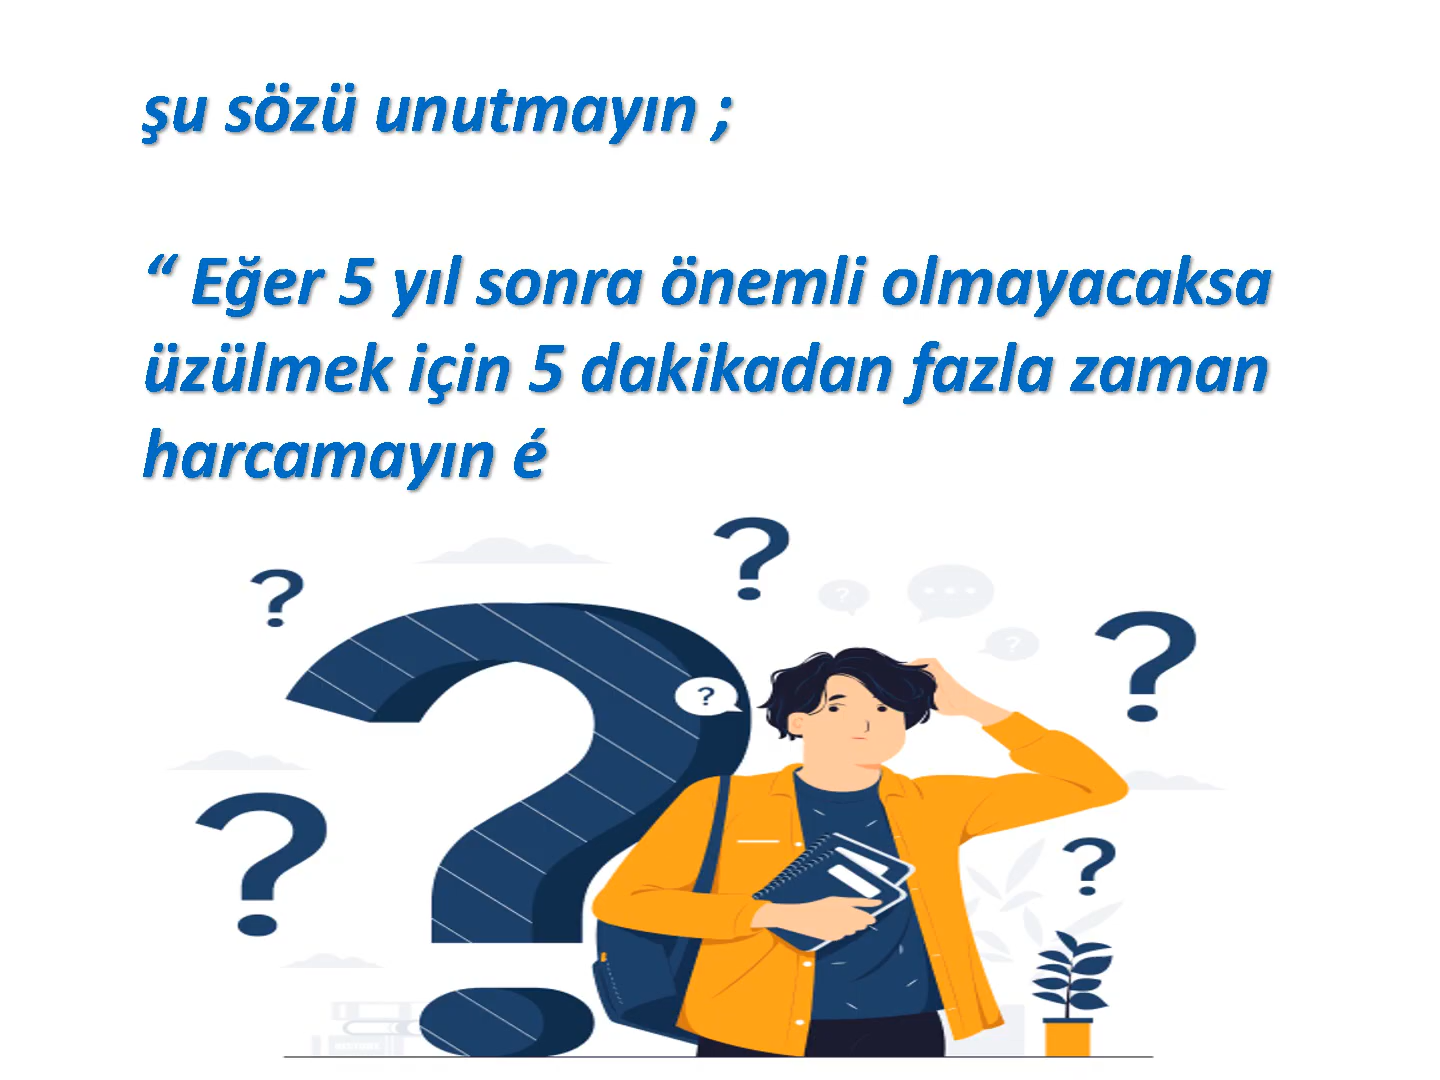 şu sözü unutmayın ;
“ Eğer 5 yıl sonra önemli olmayacaksa
üzülmek için 5 dakikadan fazla zaman
harcamayın é
?
?
?
?
?
?
?
?